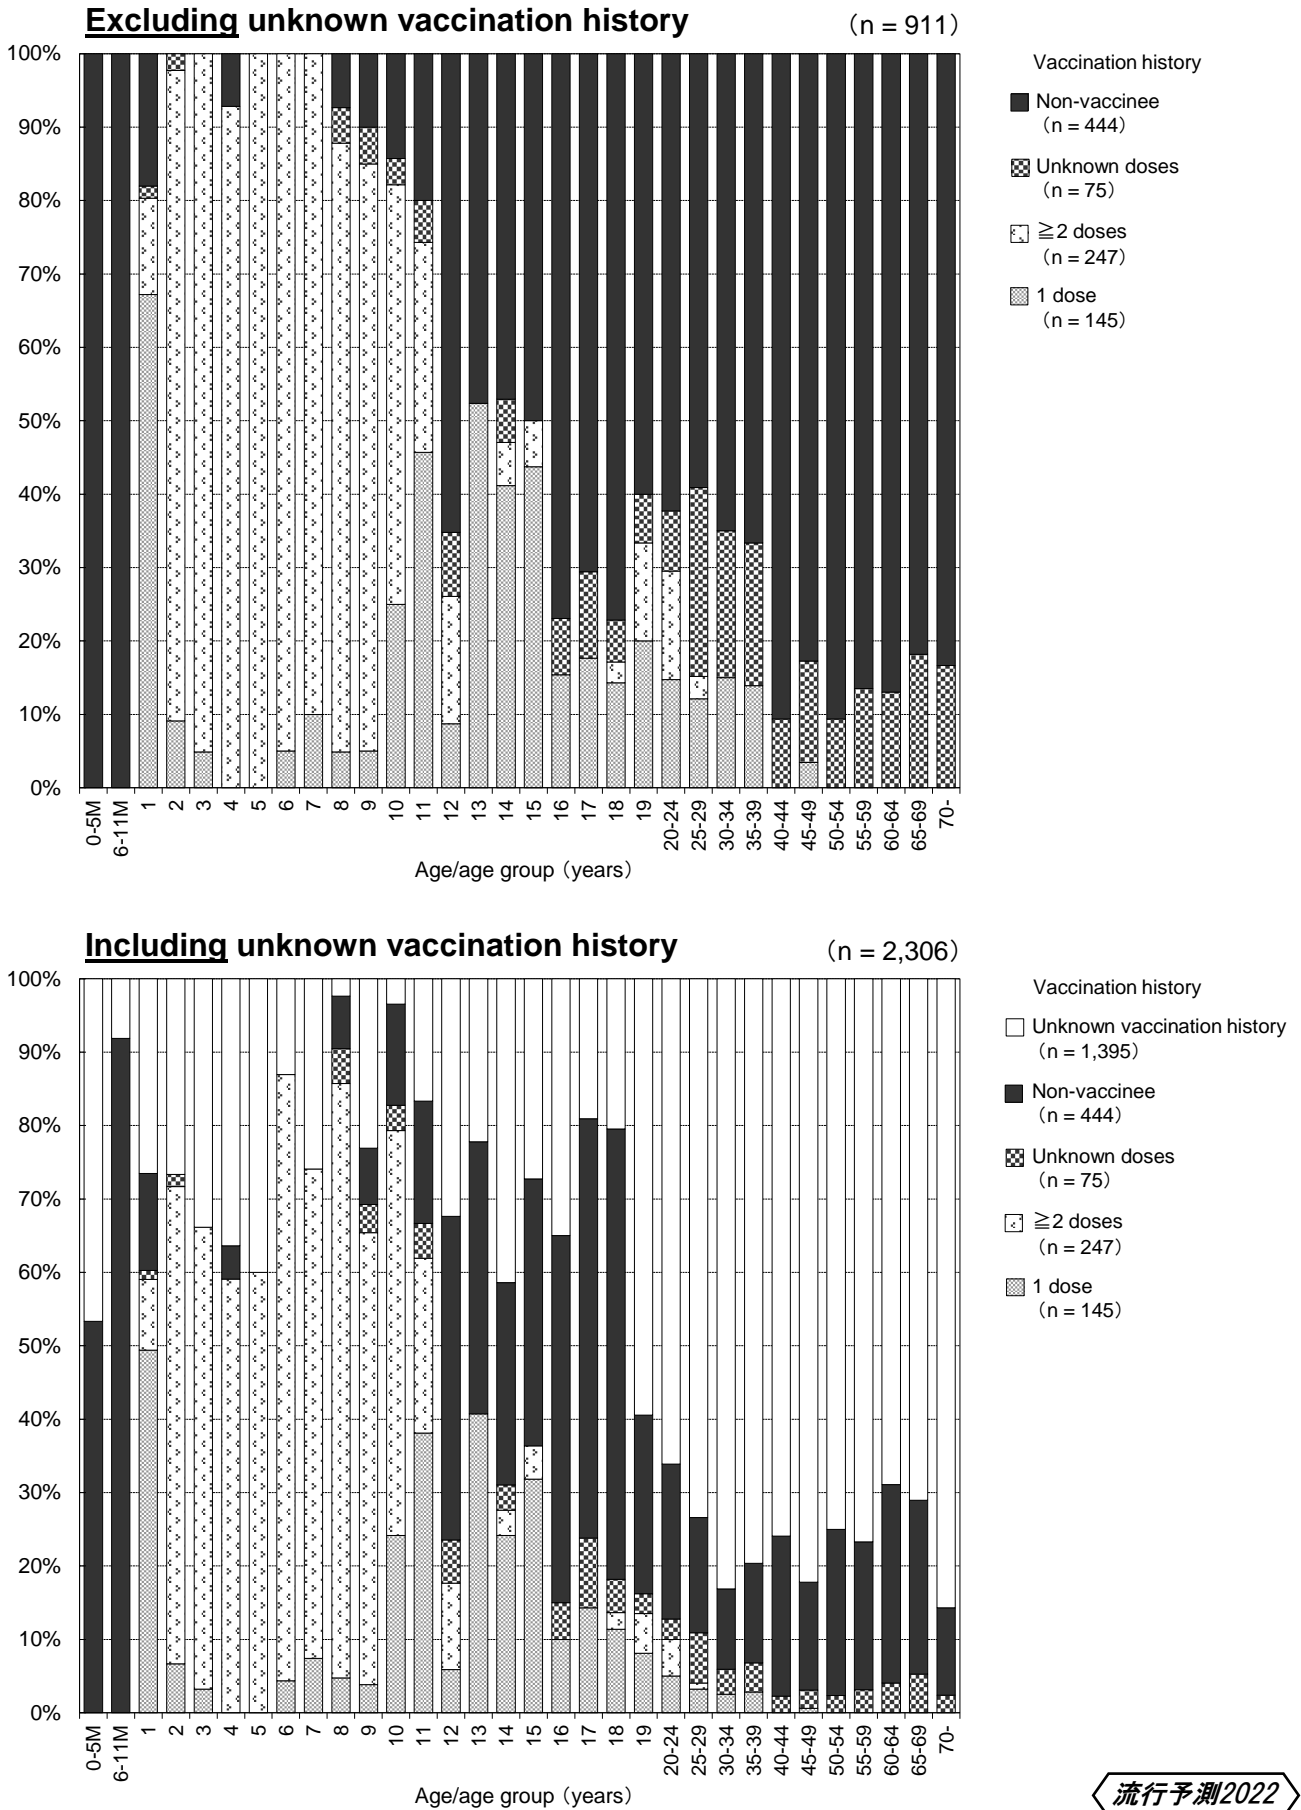 Excluding unknown vaccination history
（n = 911）
100%
90%
80%
70%
60%
50%
40%
30%
20%
10%
0%
0-5M
6-11M
1
2
3
4
5
6
7
8
9
10
11
12
13
14
15
16
17
18
19
20-24
25-29
30-34
35-39
40-44
45-49
50-54
55-59
60-64
65-69
70-
Age/age group（years）
Vaccination history
Non-vaccinee
（n = 444）
Unknown doses
（n = 75）
≧2 doses
（n = 247）
1 dose
（n = 145）
Including unknown vaccination history
（n = 2,306）
100%
90%
80%
70%
60%
50%
40%
30%
20%
10%
0%
0-5M
6-11M
1
2
3
4
5
6
7
8
9
10
11
12
13
14
15
16
17
18
19
20-24
25-29
30-34
35-39
40-44
45-49
50-54
55-59
60-64
65-69
70-
Age/age group（years）
Vaccination history
Unknown vaccination history
（n = 1,395）
Non-vaccinee
（n = 444）
Unknown doses
（n = 75）
≧2 doses
（n = 247）
1 dose
（n = 145）
流行予測2022